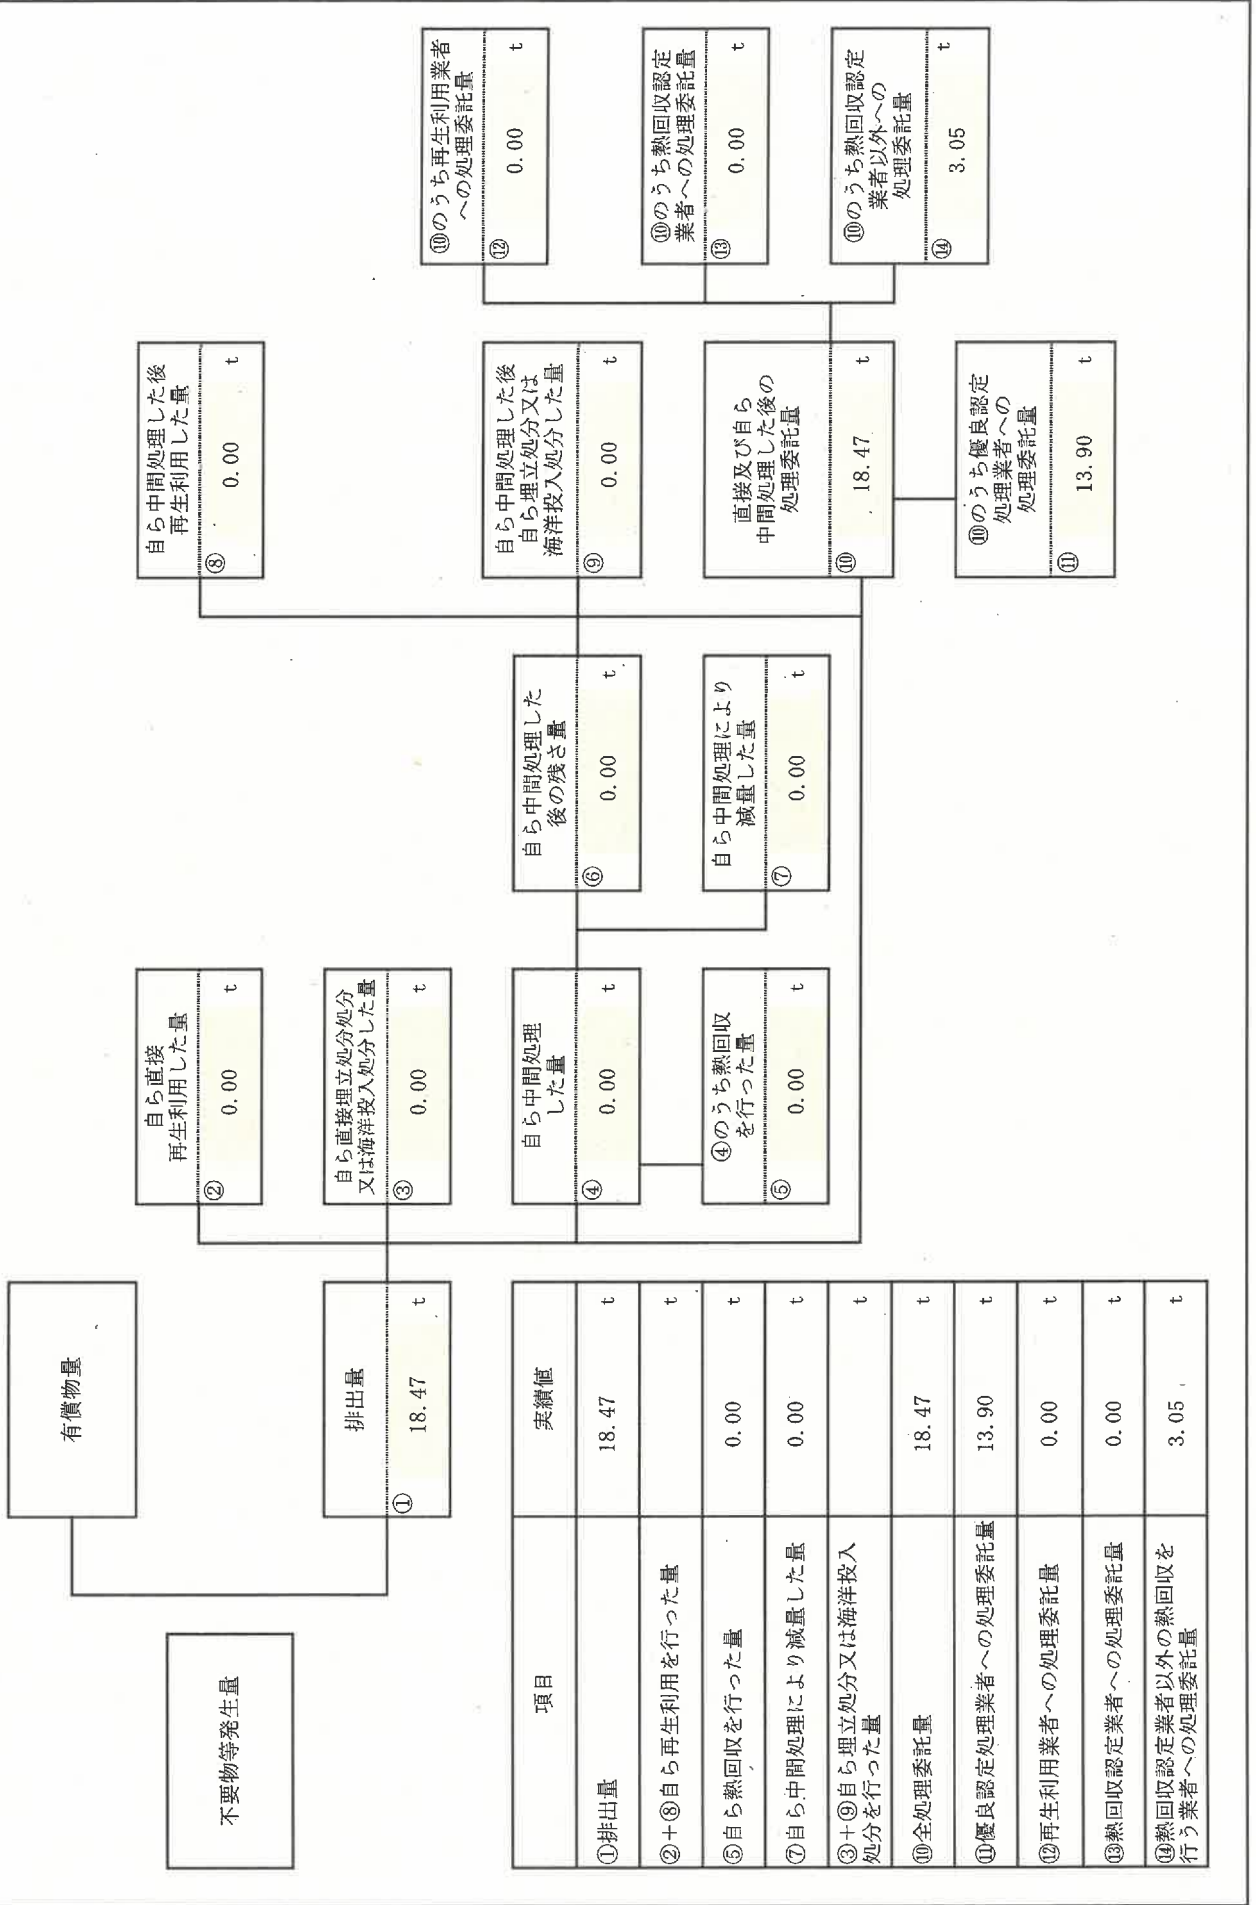 不要物等発生量
有償物量
排出量
① 18.47 t
自ら直接
再生利用した量
② 0.00 t
自ら直接埋立処分処分
又は海洋投入処分した量
③ 0.00 t
自ら中間処理
した量
④ 0.00 t
④のうち熱回収
を行った量
⑤ 0.00 t
自ら中間処理した
後の残さ量
⑥ 0.00 t
自ら中間処理により
減量した量
⑦ 0.00 t
自ら中間処理した後
再生利用した量
⑧ 0.00 t
自ら中間処理した後
自ら埋立処分又は
海洋投入処分した量
⑨ 0.00 t
直接及び自ら
中間処理した後の
処理委託量
⑩ 18.47 t
⑩のうち優良認定
処理業者への
処理委託量
⑪ 13.90 t
⑩のうち再生利用業者
への処理委託量
⑫ 0.00 t
⑩のうち熱回収認定
業者への処理委託量
⑬ 0.00 t
⑩のうち熱回収認定
業者以外への
処理委託量
⑭ 3.05 t
項目 実績値
①排出量 18.47 t
②+⑧自ら再生利用を行った量 t
⑤自ら熱回収を行った量 0.00 t
⑦自ら中間処理により減量した量 0.00 t
③+⑨自ら埋立処分又は海洋投入
処分を行った量 t
⑩全処理委託量 18.47 t
⑪優良認定処理業者への処理委託量 13.90 t
⑫再生利用業者への処理委託量 0.00 t
⑬熱回収認定業者への処理委託量 0.00 t
⑭熱回収認定業者以外の熱回収を
行う業者への処理委託量 3.05 t